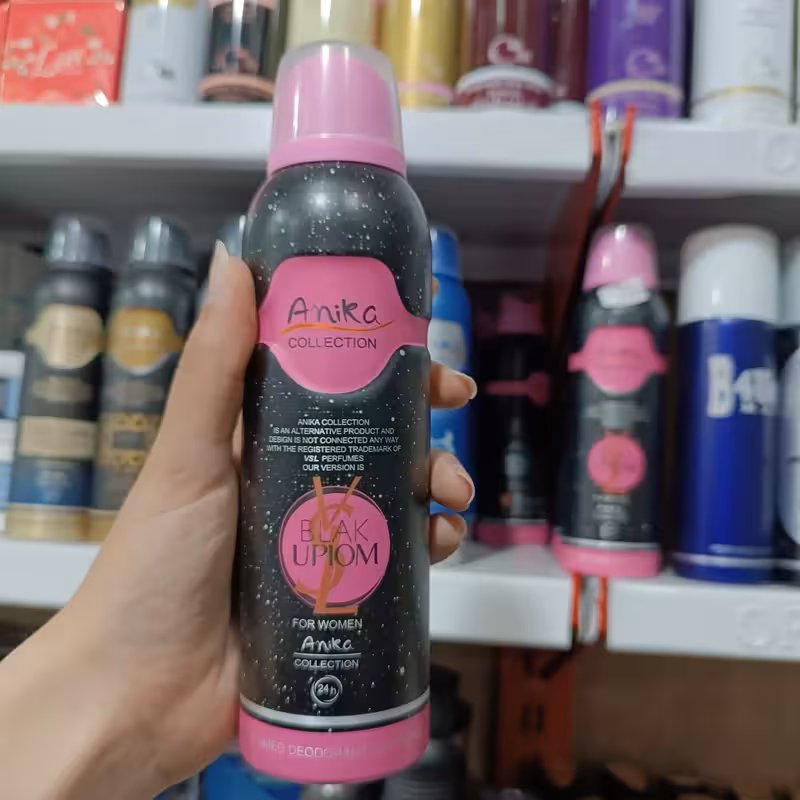 Anika
COLLECTION
ANIKA COLLECTION
IS AN ALTERNATIVE PRODUCT AND
DESIGN IS NOT CONNECTED ANY WAY
WITH THE REGISTERED TRADEMARK OF
VSL PERFUMES
OUR VERSION IS
BLAK
UPIOM
YSL
FOR WOMEN
Anika
COLLECTION
24h